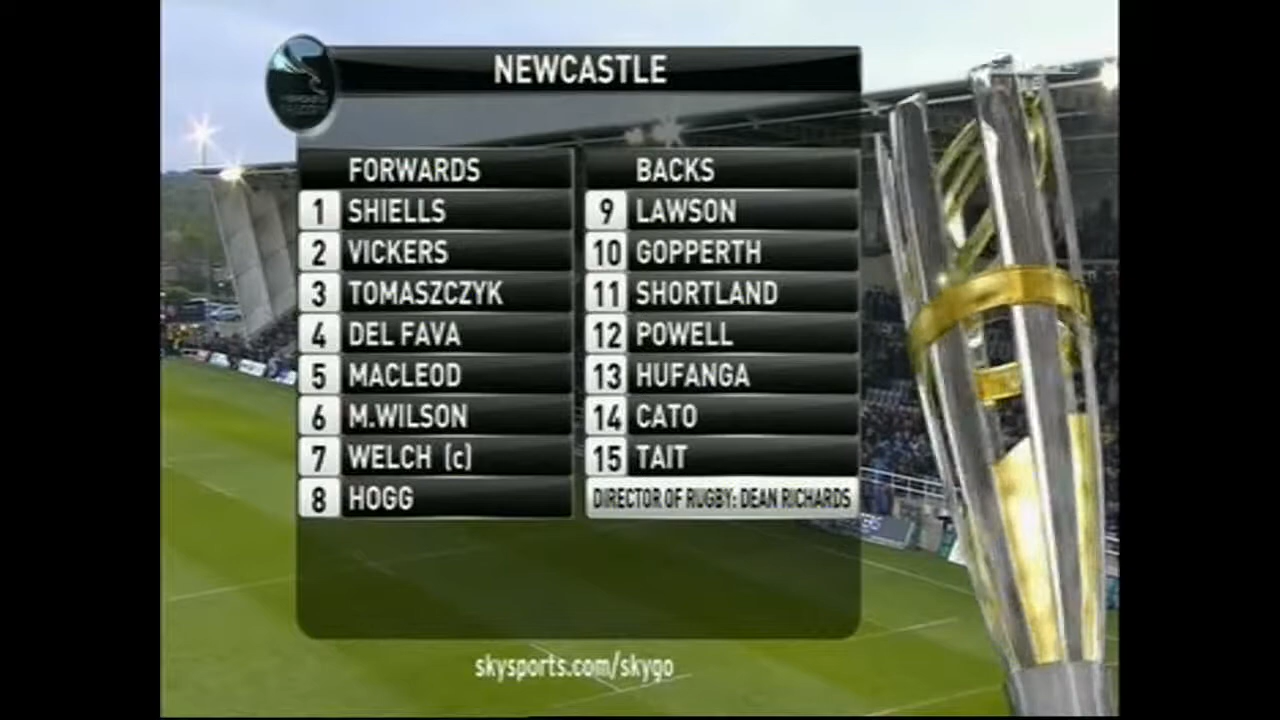 NEWCASTLE
FORWARDS
1 SHIELLS
2 VICKERS
3 TOMASZCZYK
4 DEL FAVA
5 MACLEOD
6 M.WILSON
7 WELCH (c)
8 HOGG
BACKS
9 LAWSON
10 GOPPERTH
11 SHORTLAND
12 POWELL
13 HUFANGA
14 CATO
15 TAIT
DIRECTOR OF RUGBY: DEAN RICHARDS
skysports.com/skygo